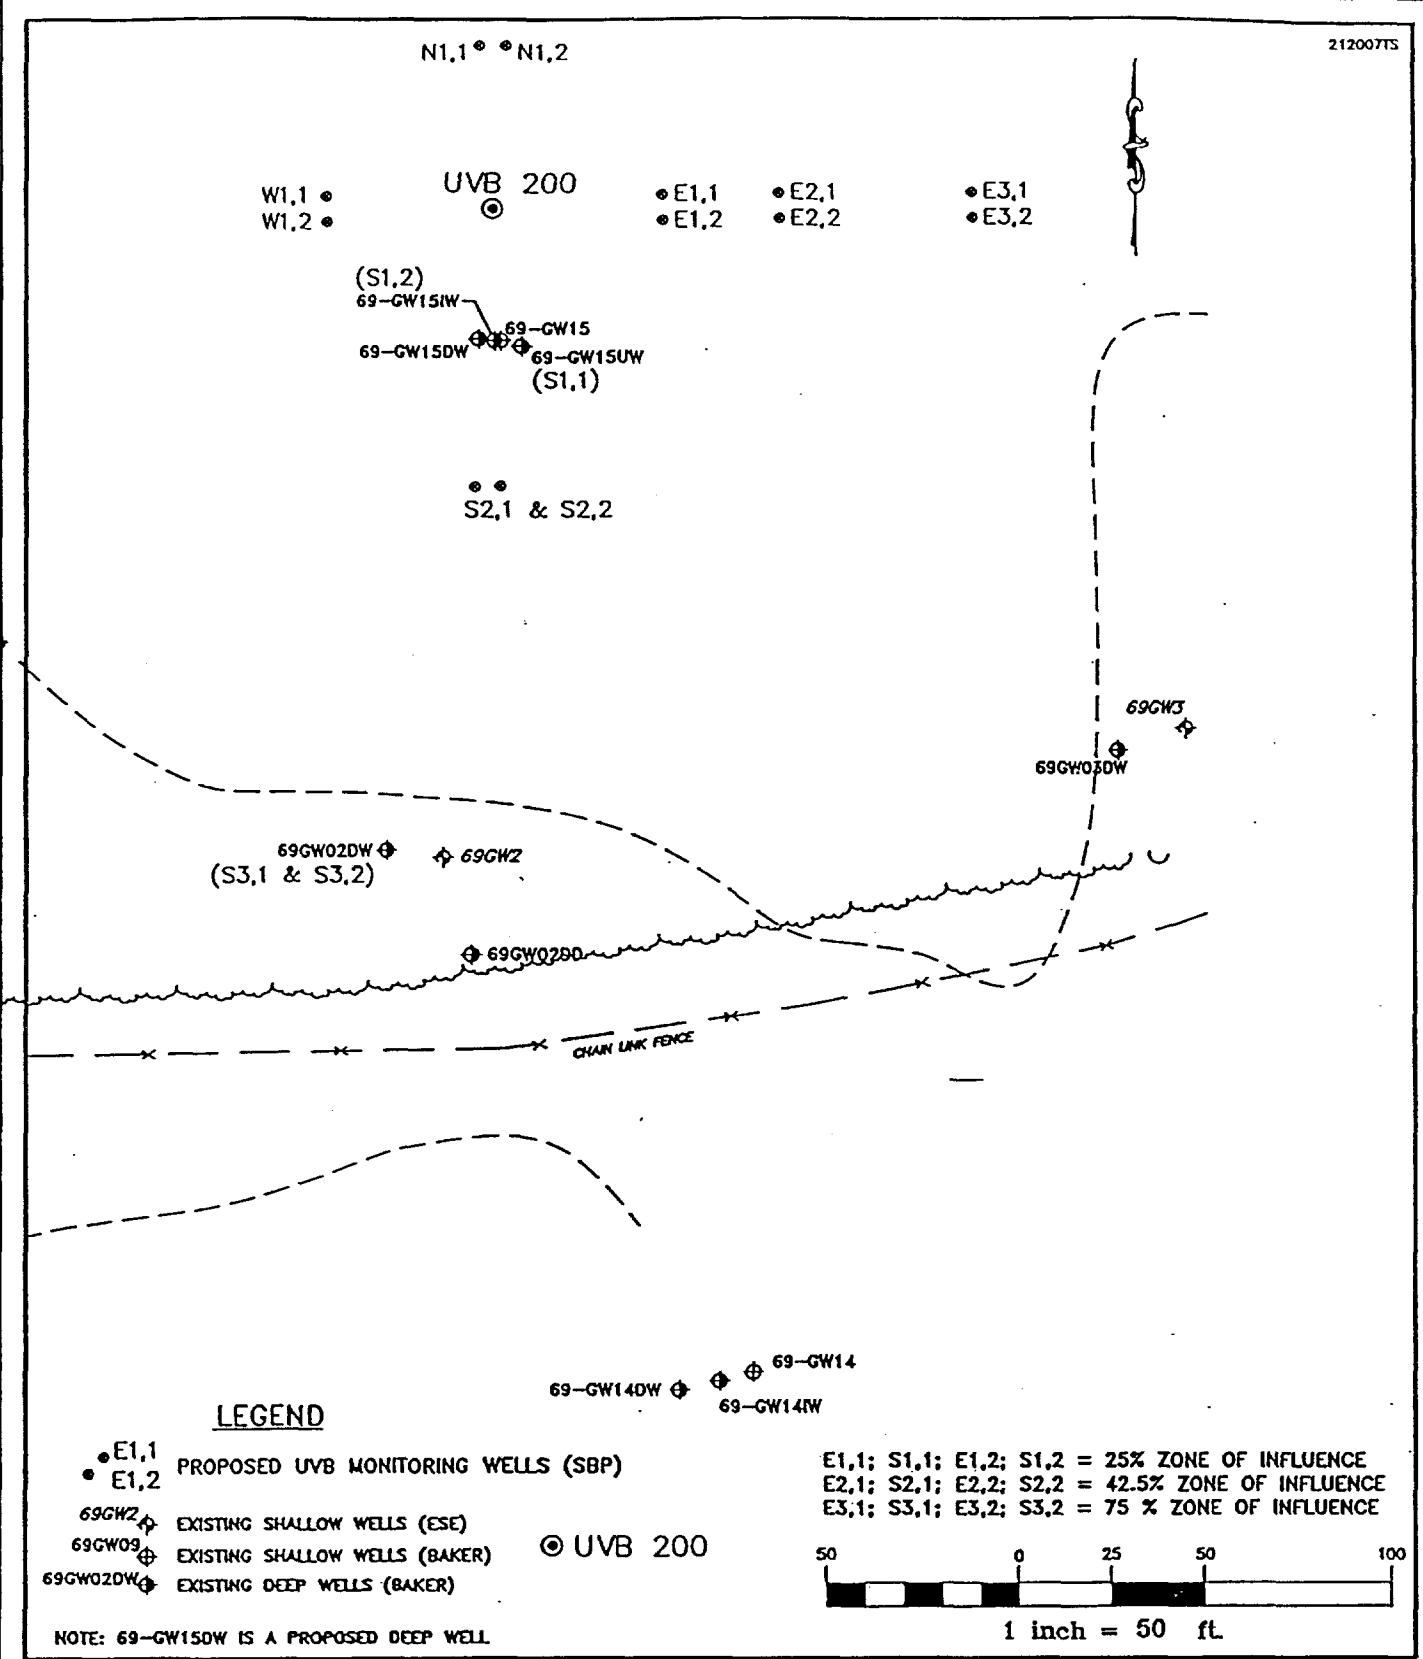 212007TS
N1,1 N1,2
W1,1
W1,2
UVB 200
E1,1 E2,1 E3,1
E1,2 E2,2 E3,2
(S1,2)
69-GW15IW
69-GW15
69-GW15DW
69-GW15UW
(S1,1)
S2,1 & S2,2
69GW3
69GW03DW
69GW02DW
69GW2
(S3,1 & S3,2)
69GW02DD
CHAIN LINK FENCE
69-GW14
69-GW14DW
69-GW14IW
LEGEND
E1,1
E1,2
PROPOSED UVB MONITORING WELLS (SBP)
69GW2 EXISTING SHALLOW WELLS (ESE)
69GW09 EXISTING SHALLOW WELLS (BAKER)
69GW02DW EXISTING DEEP WELLS (BAKER)
UVB 200
NOTE: 69-GW15DW IS A PROPOSED DEEP WELL
E1,1; S1,1; E1,2; S1,2 = 25% ZONE OF INFLUENCE
E2,1; S2,1; E2,2; S2,2 = 42.5% ZONE OF INFLUENCE
E3,1; S3,1; E3,2; S3,2 = 75 % ZONE OF INFLUENCE
50 0 25 50 100
1 inch = 50 ft.